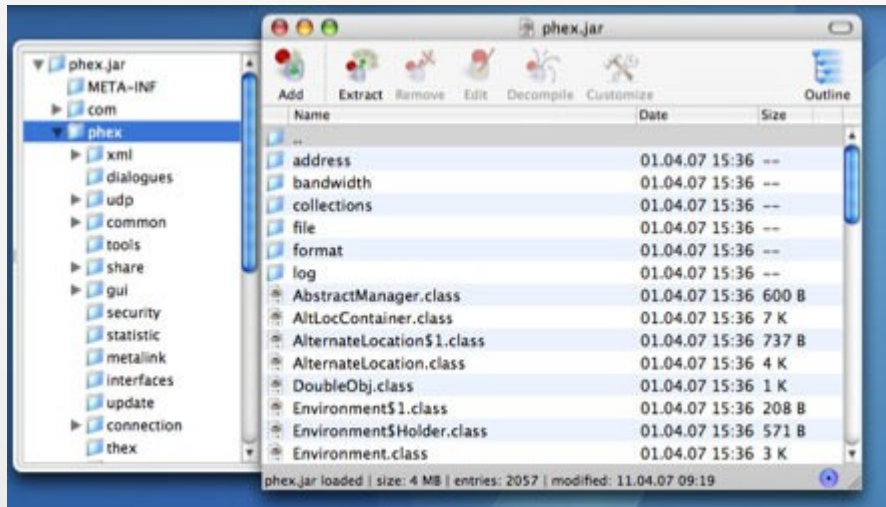 phex.jar
META-INF
com
phex
xml
dialogues
udp
common
tools
share
gui
security
statistic
metalink
interfaces
update
connection
thex
phex.jar
Add Extract Remove Edit Decompile Customize Outline
Name Date Size
..
address 01.04.07 15:36 --
bandwidth 01.04.07 15:36 --
collections 01.04.07 15:36 --
file 01.04.07 15:36 --
format 01.04.07 15:36 --
log 01.04.07 15:36 --
AbstractManager.class 01.04.07 15:36 600 B
AltLocContainer.class 01.04.07 15:36 7 K
AlternateLocation$1.class 01.04.07 15:36 737 B
AlternateLocation.class 01.04.07 15:36 4 K
DoubleObj.class 01.04.07 15:36 1 K
Environment$1.class 01.04.07 15:36 208 B
Environment$Holder.class 01.04.07 15:36 571 B
Environment.class 01.04.07 15:36 3 K
phex.jar loaded | size: 4 MB | entries: 2057 | modified: 11.04.07 09:19